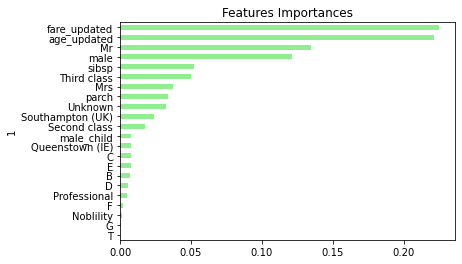 Features Importances
fare_updated
age_updated
Mr
male
sibsp
Third class
Mrs
parch
Unknown
Southampton (UK)
Second class
male_child
Queenstown (IE)
C
E
B
D
Professional
F
Noblility
G
T
1
0.00 0.05 0.10 0.15 0.20